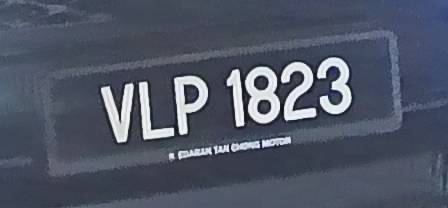 VLP 1823
EDARAN TAN CHONG MOTOR